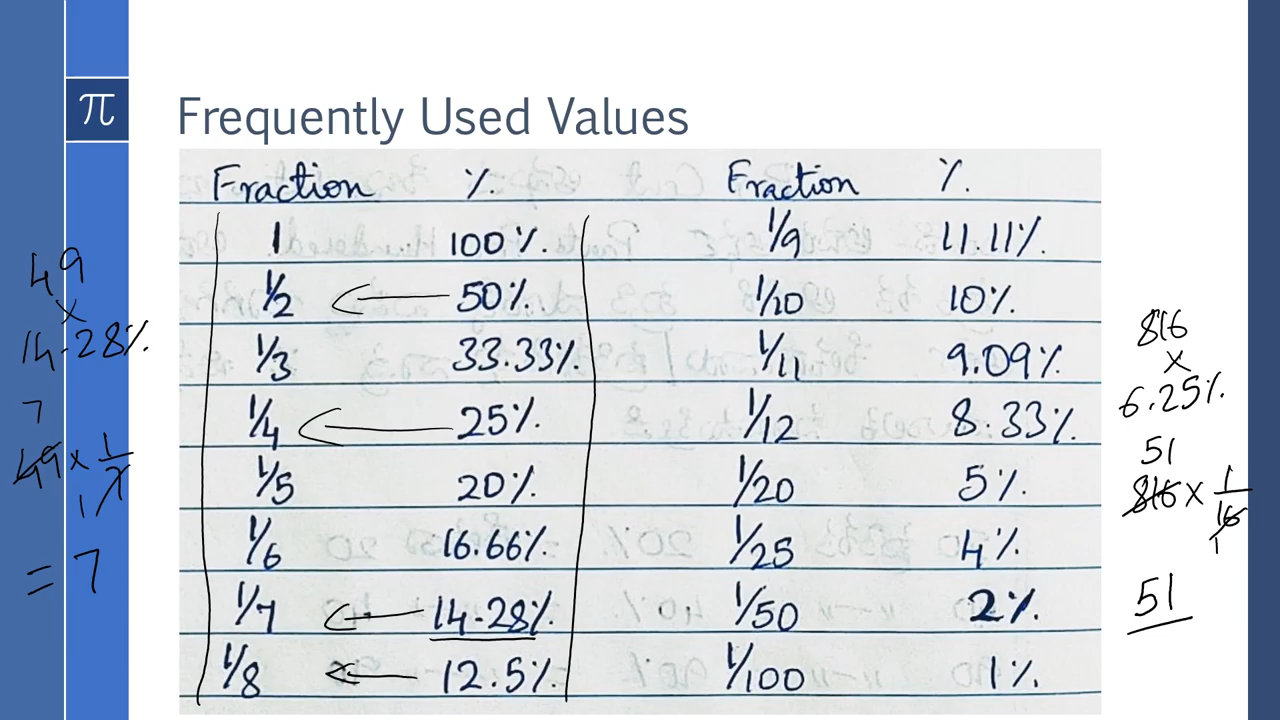 π
Frequently Used Values
Fraction %. Fraction %.
1 100%. 1/9 11.11%.
1/2 50%. 1/10 10%.
1/3 33.33%. 1/11 9.09%.
1/4 25%. 1/12 8.33%.
1/5 20%. 1/20 5%.
1/6 16.66%. 1/25 4%.
1/7 14.28%. 1/50 2%.
1/8 12.5%. 1/100 1%.
49
×
14.28%.
7
49 × 1/7
1
= 7
816
×
6.25%.
51
816 × 1/16
1
51